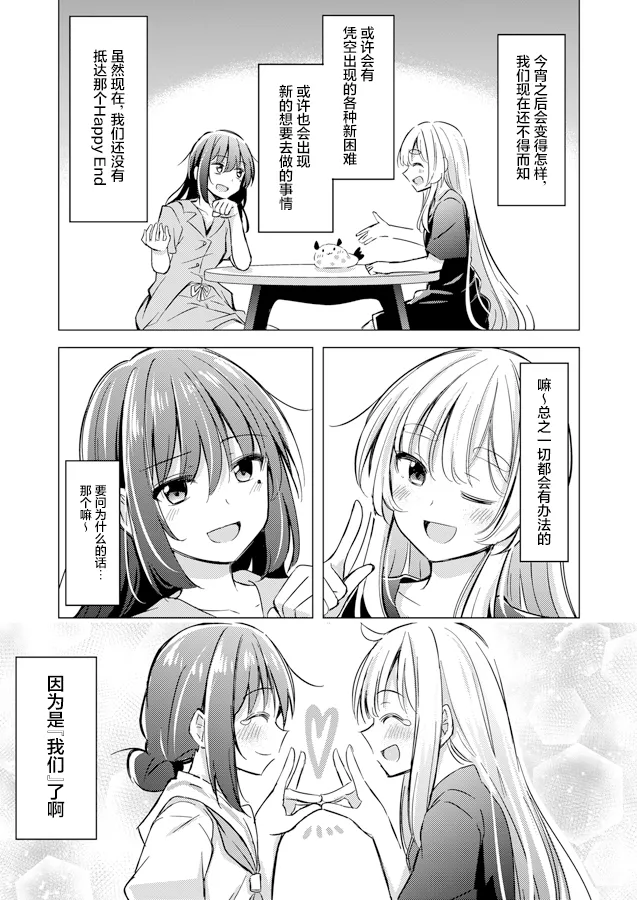 今宵之后会变得怎样，
我们现在还不得而知
或许会有
凭空出现的各种新困难
或许也会出现
新的想要去做的事情
虽然现在，我们还没有
抵达那个Happy End
嘛~总之一切都会有办法的
要问为什么的话…
那个嘛~
因为是『我们』了啊